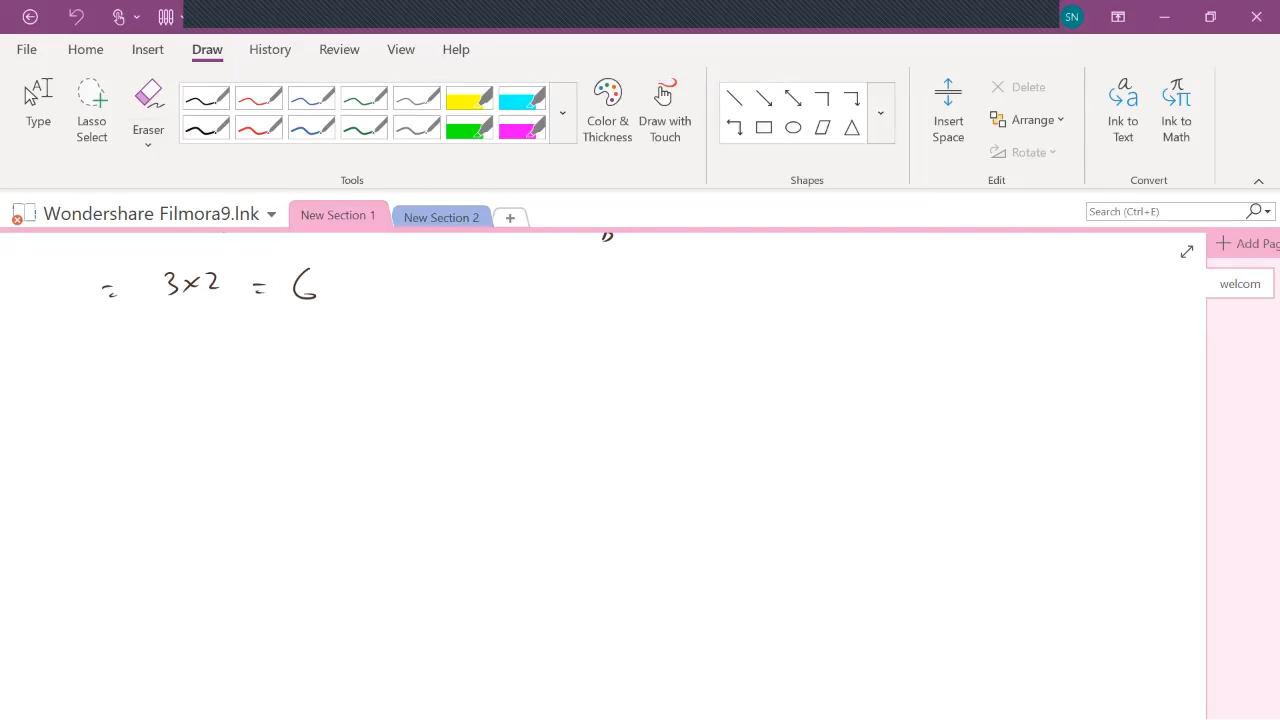 SN
File Home Insert Draw History Review View Help
Type
Lasso Select
Eraser
Color & Thickness
Draw with Touch
Insert Space
Delete
Arrange
Rotate
Ink to Text
Ink to Math
Tools Shapes Edit Convert
Wondershare Filmora9.lnk New Section 1 New Section 2 + Search (Ctrl+E)
Add Pag
= 3×2 = 6
welcom